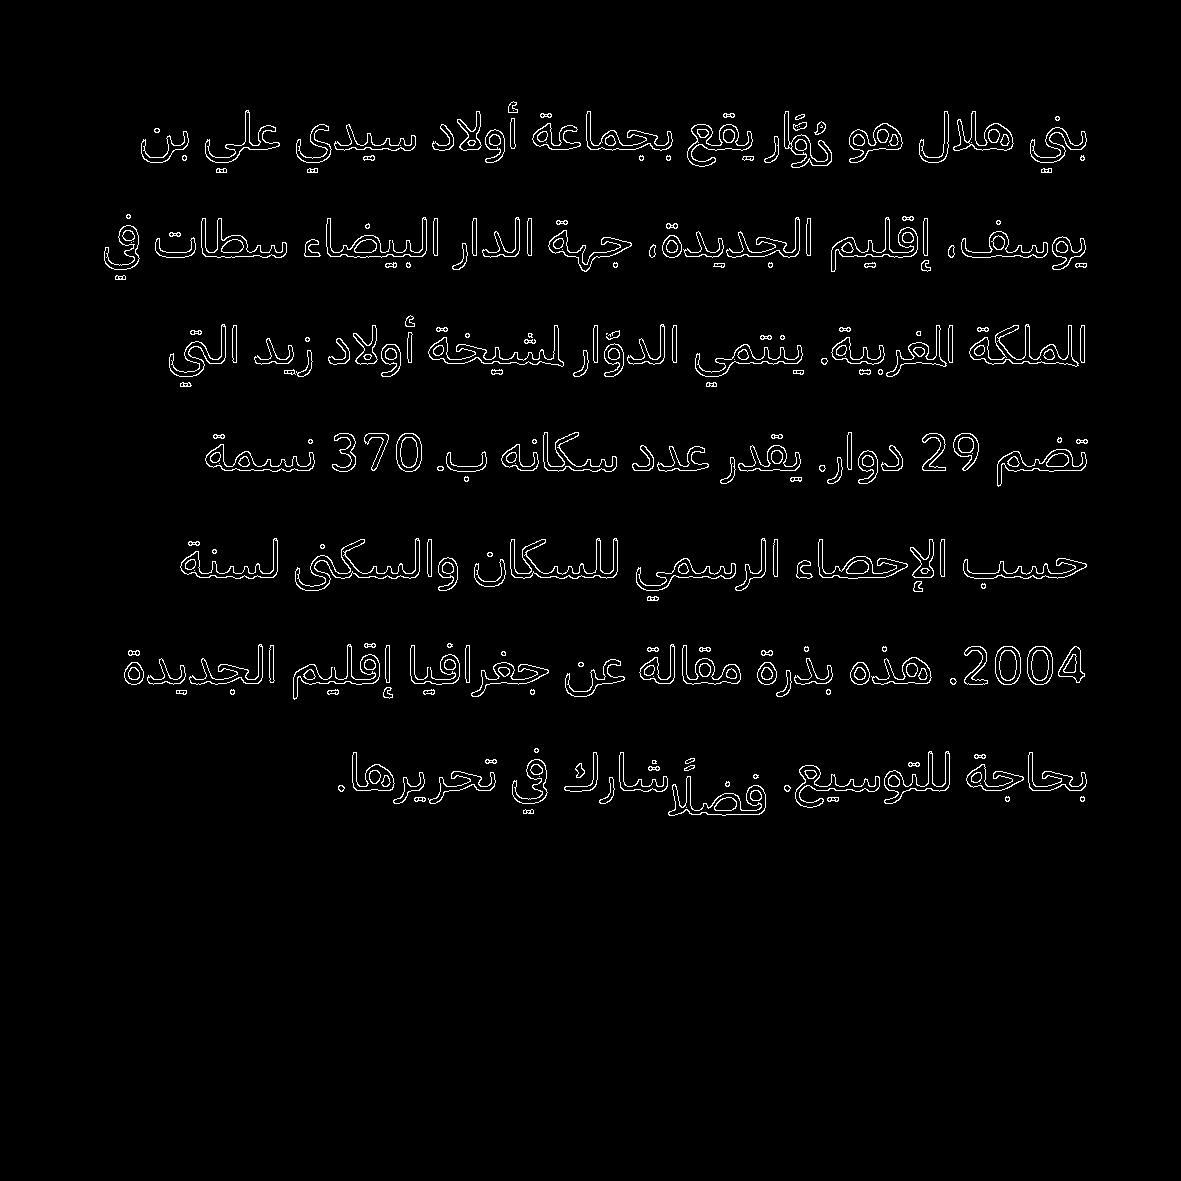 بني هلال هو دُوَّار يقع بجماعة أولاد سيدي علي بن
يوسف، إقليم الجديدة، جهة الدار البيضاء سطات في
المملكة المغربية. ينتمي الدوّار لمشيخة أولاد زيد التي
تضم 29 دوار. يقدر عدد سكانه ب. 370 نسمة
حسب الإحصاء الرسمي للسكان والسكنى لسنة
2004. هذه بذرة مقالة عن جغرافيا إقليم الجديدة
بحاجة للتوسيع. فضلًا شارك في تحريرها.